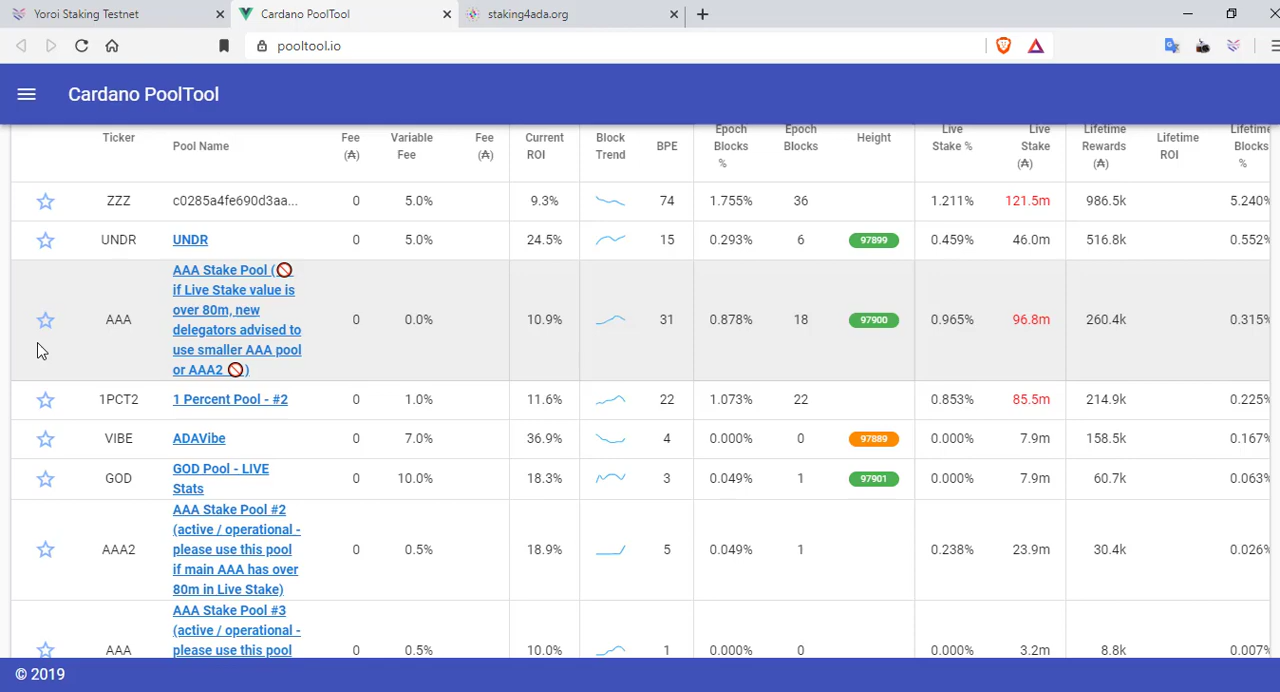 Yoroi Staking Testnet
Cardano PoolTool
staking4ada.org
pooltool.io
Cardano PoolTool
Ticker
Pool Name
Fee
(₳)
Variable
Fee
Fee
(₳)
Current
ROI
Block
Trend
BPE
Epoch
Blocks
%
Epoch
Blocks
Height
Live
Stake %
Live
Stake
(₳)
Lifetime
Rewards
(₳)
Lifetime
ROI
Lifetime
Blocks
%
ZZZ c0285a4fe690d3aa... 0 5.0% 9.3% 74 1.755% 36 1.211% 121.5m 986.5k 5.240%
UNDR UNDR 0 5.0% 24.5% 15 0.293% 6 97899 0.459% 46.0m 516.8k 0.552%
AAA Stake Pool (🚫
if Live Stake value is
over 80m, new
AAA delegators advised to 0 0.0% 10.9% 31 0.878% 18 97900 0.965% 96.8m 260.4k 0.315%
use smaller AAA pool
or AAA2 🚫)
1PCT2 1 Percent Pool - #2 0 1.0% 11.6% 22 1.073% 22 0.853% 85.5m 214.9k 0.225%
VIBE ADAVibe 0 7.0% 36.9% 4 0.000% 0 97889 0.000% 7.9m 158.5k 0.167%
GOD GOD Pool - LIVE
Stats 0 10.0% 18.3% 3 0.049% 1 97901 0.000% 7.9m 60.7k 0.063%
AAA Stake Pool #2
(active / operational -
AAA2 please use this pool 0 0.5% 18.9% 5 0.049% 1 0.238% 23.9m 30.4k 0.026%
if main AAA has over
80m in Live Stake)
AAA Stake Pool #3
(active / operational -
AAA please use this pool 0 0.5% 10.0% 1 0.000% 0 0.000% 3.2m 8.8k 0.007%
© 2019